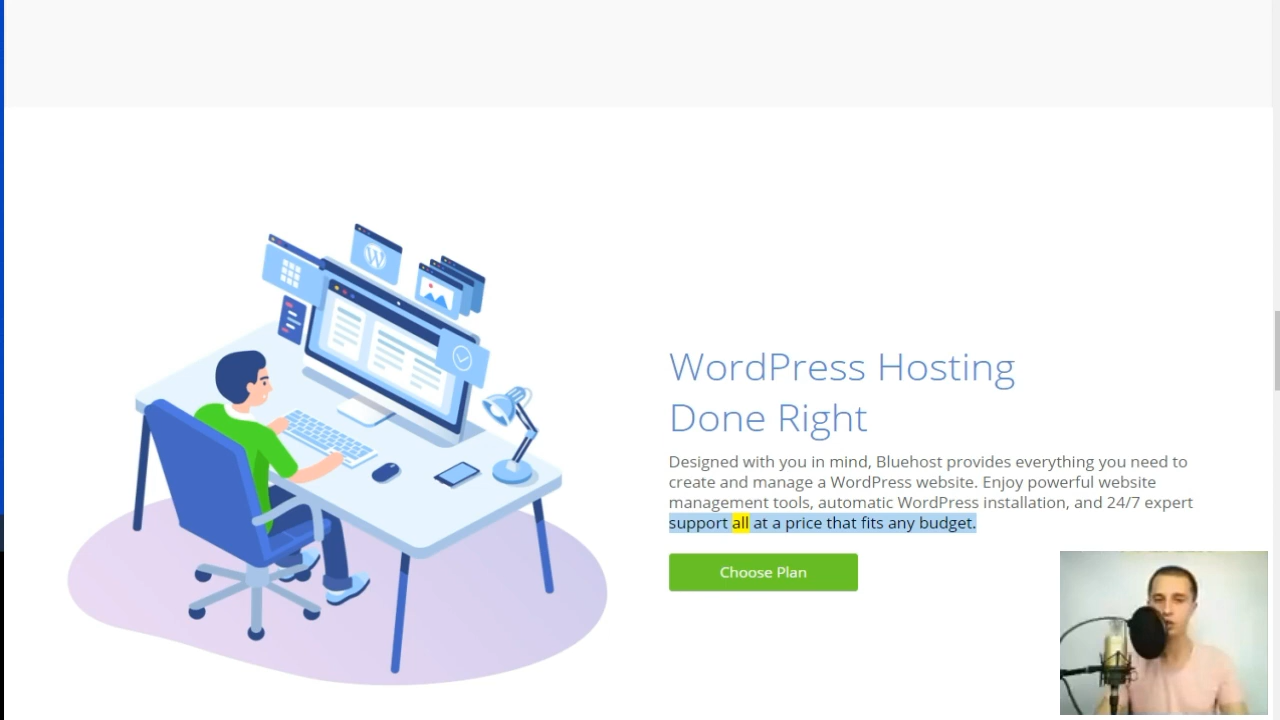 WordPress Hosting
Done Right
Designed with you in mind, Bluehost provides everything you need to
create and manage a WordPress website. Enjoy powerful website
management tools, automatic WordPress installation, and 24/7 expert
support all at a price that fits any budget.
Choose Plan